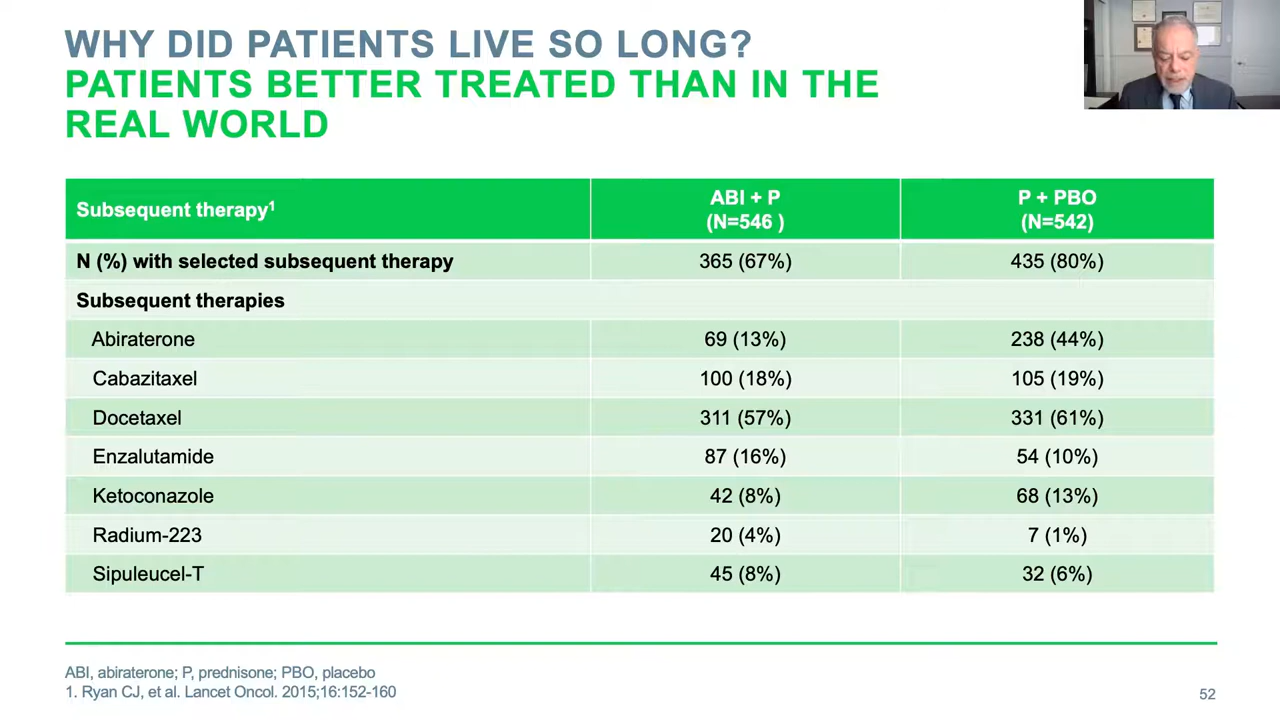 WHY DID PATIENTS LIVE SO LONG?
PATIENTS BETTER TREATED THAN IN THE
REAL WORLD
Subsequent therapy¹ ABI + P P + PBO
(N=546 ) (N=542)
N (%) with selected subsequent therapy 365 (67%) 435 (80%)
Subsequent therapies
Abiraterone 69 (13%) 238 (44%)
Cabazitaxel 100 (18%) 105 (19%)
Docetaxel 311 (57%) 331 (61%)
Enzalutamide 87 (16%) 54 (10%)
Ketoconazole 42 (8%) 68 (13%)
Radium-223 20 (4%) 7 (1%)
Sipuleucel-T 45 (8%) 32 (6%)
ABI, abiraterone; P, prednisone; PBO, placebo
1. Ryan CJ, et al. Lancet Oncol. 2015;16:152-160
52